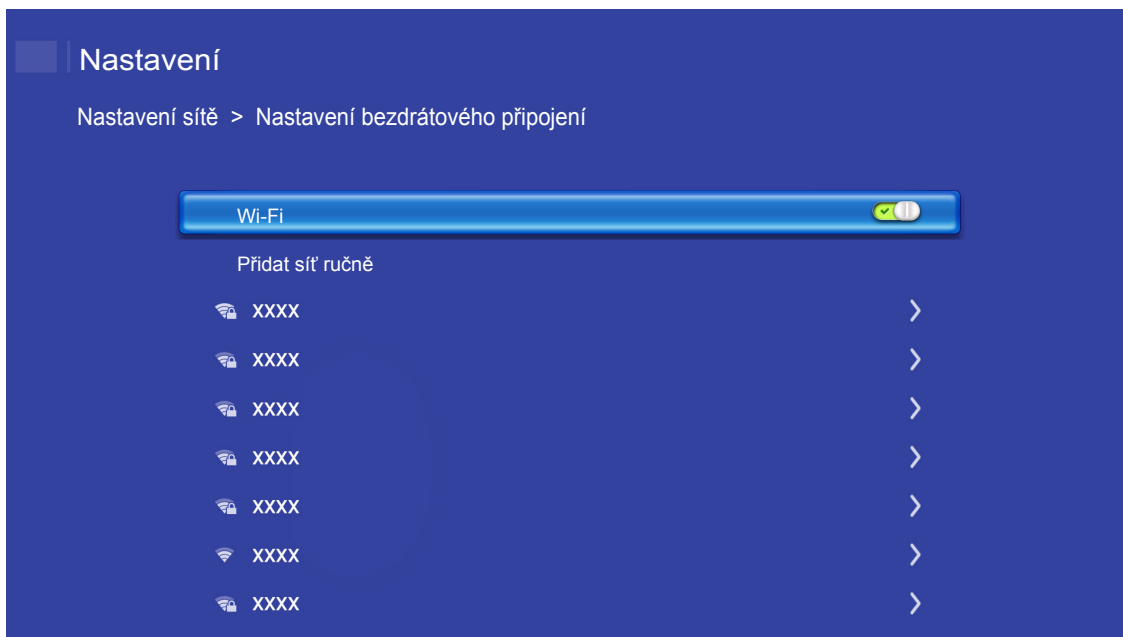 Nastavení
Nastavení sítě > Nastavení bezdrátového připojení
Wi-Fi
Přidat síť ručně
XXXX
XXXX
XXXX
XXXX
XXXX
XXXX
XXXX